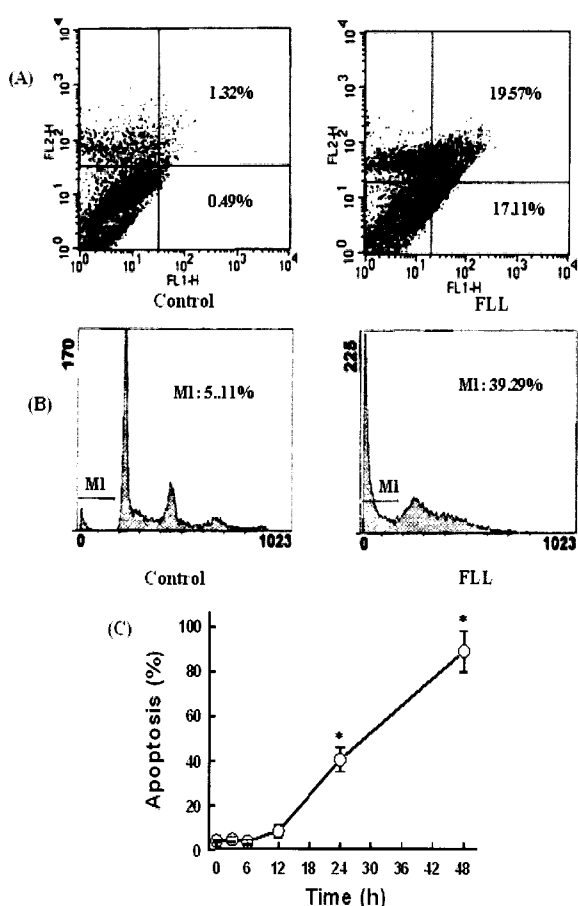 (A)
10^4
10^3
10^2
10^1
10^0
FL2-H
1.32%
0.49%
10^0 10^1 10^2 10^3 10^4
FL1-H
Control
10^4
10^3
10^2
10^1
10^0
FL2-H
19.57%
17.11%
10^0 10^1 10^2 10^3 10^4
FL1-H
FLL
(B)
170
M1: 5..11%
M1
0 1023
Control
225
M1: 39.29%
M1
0 1023
FLL
(C)
Apoptosis (%)
100
80
60
40
20
0
* *
0 6 12 18 24 30 36 42 48
Time (h)